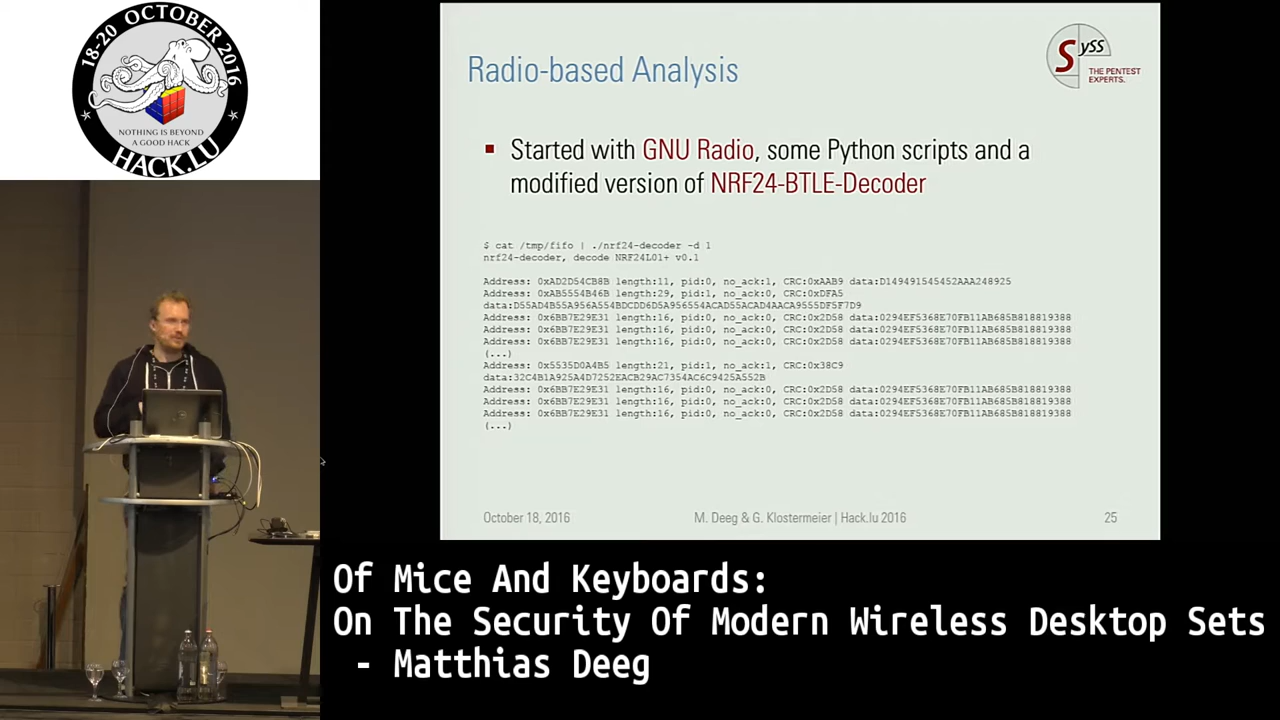 18-20 OCTOBER 2016
NOTHING IS BEYOND
A GOOD HACK
HACK.LU
Radio-based Analysis
SySS
THE PENTEST
EXPERTS.
Started with GNU Radio, some Python scripts and a
modified version of NRF24-BTLE-Decoder
$ cat /tmp/fifo | ./nrf24-decoder -d 1
nrf24-decoder, decode NRF24L01+ v0.1
Address: 0xAD2D54CB8B length:11, pid:0, no_ack:1, CRC:0xAAB9 data:D149491545452AAA248925
Address: 0xAB5554B46B length:29, pid:1, no_ack:0, CRC:0xDFA5
data:D55AD4B55A956A554BDCDD6D5A956554ACAD55ACAD4AACA9555DF5F7D9
Address: 0x6BB7E29E31 length:16, pid:0, no_ack:0, CRC:0x2D58 data:0294EF5368E70FB11AB685B818819388
Address: 0x6BB7E29E31 length:16, pid:0, no_ack:0, CRC:0x2D58 data:0294EF5368E70FB11AB685B818819388
Address: 0x6BB7E29E31 length:16, pid:0, no_ack:0, CRC:0x2D58 data:0294EF5368E70FB11AB685B818819388
(...)
Address: 0x5535D0A4B5 length:21, pid:1, no_ack:1, CRC:0x38C9
data:32C4B1A925A4D7252EACB29AC7354AC6C9425A552B
Address: 0x6BB7E29E31 length:16, pid:0, no_ack:0, CRC:0x2D58 data:0294EF5368E70FB11AB685B818819388
Address: 0x6BB7E29E31 length:16, pid:0, no_ack:0, CRC:0x2D58 data:0294EF5368E70FB11AB685B818819388
Address: 0x6BB7E29E31 length:16, pid:0, no_ack:0, CRC:0x2D58 data:0294EF5368E70FB11AB685B818819388
(...)
October 18, 2016
M. Deeg & G. Klostermeier | Hack.lu 2016
25
Of Mice And Keyboards:
On The Security Of Modern Wireless Desktop Sets
- Matthias Deeg